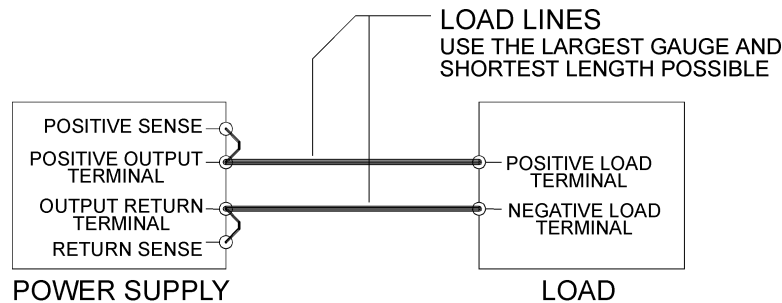 LOAD LINES
USE THE LARGEST GAUGE AND
SHORTEST LENGTH POSSIBLE
POSITIVE SENSE
POSITIVE OUTPUT
TERMINAL
OUTPUT RETURN
TERMINAL
RETURN SENSE
POWER SUPPLY
POSITIVE LOAD
TERMINAL
NEGATIVE LOAD
TERMINAL
LOAD